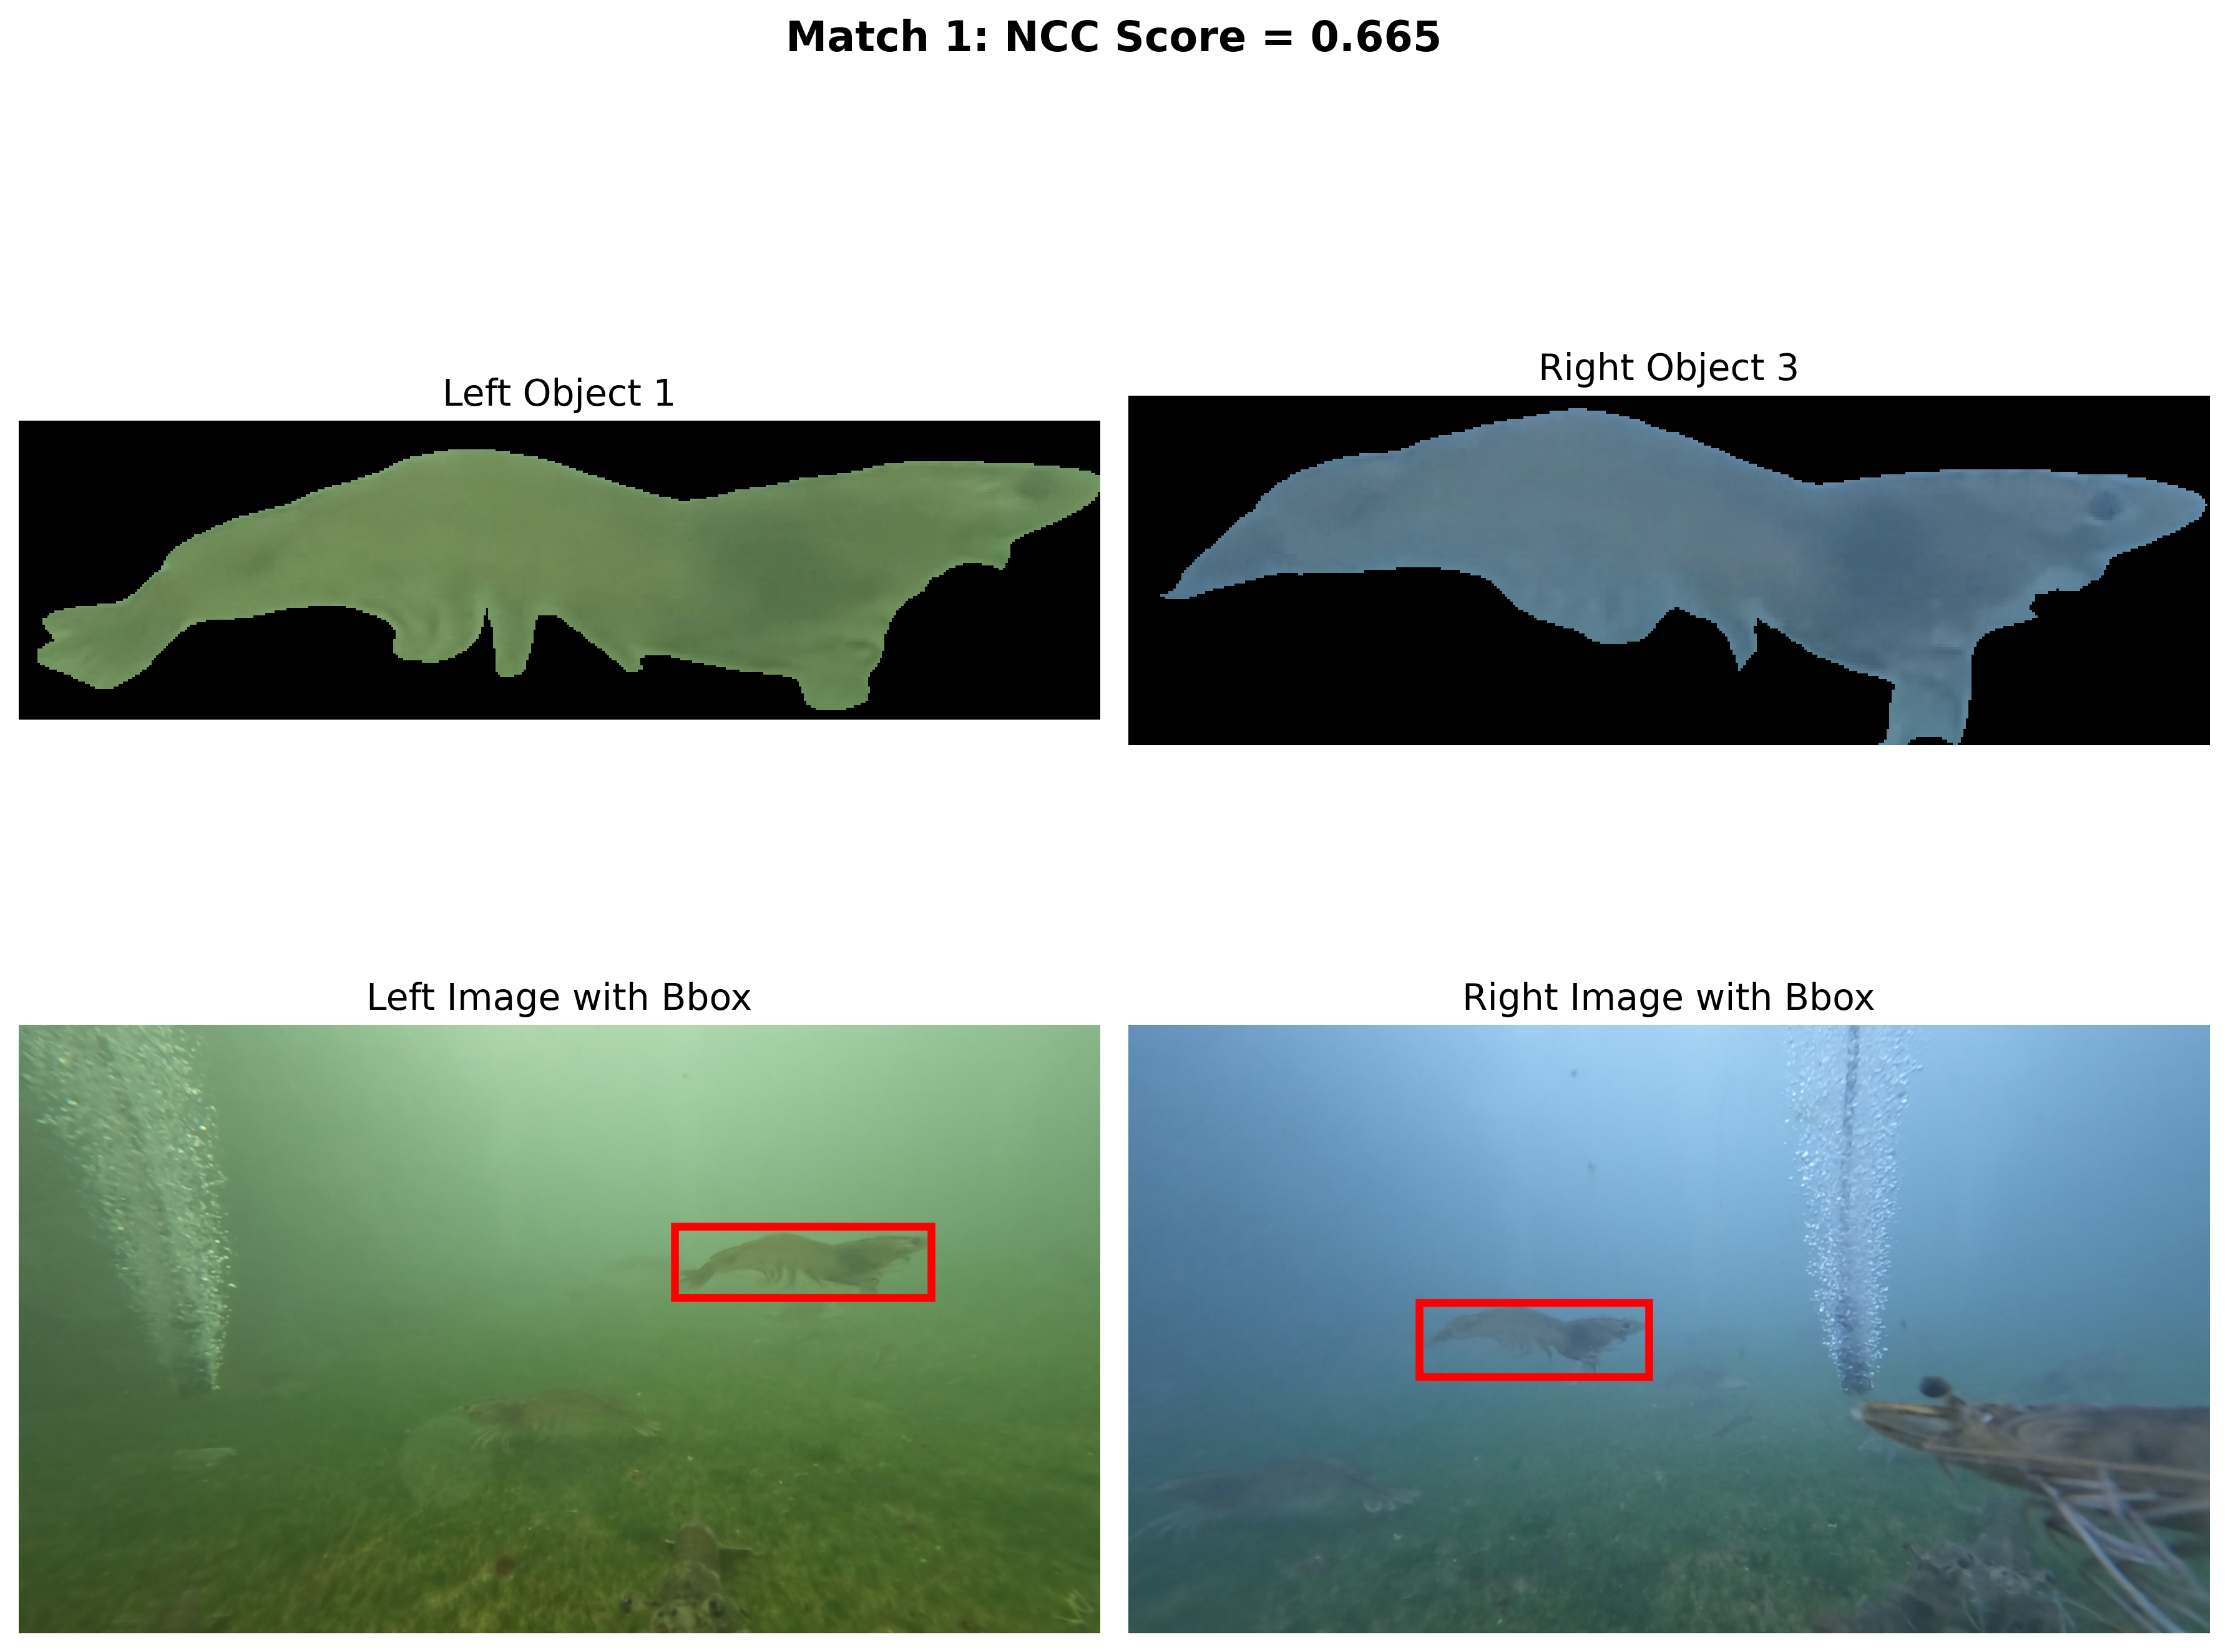 Match 1: NCC Score = 0.665
Left Object 1
Right Object 3
Left Image with Bbox
Right Image with Bbox